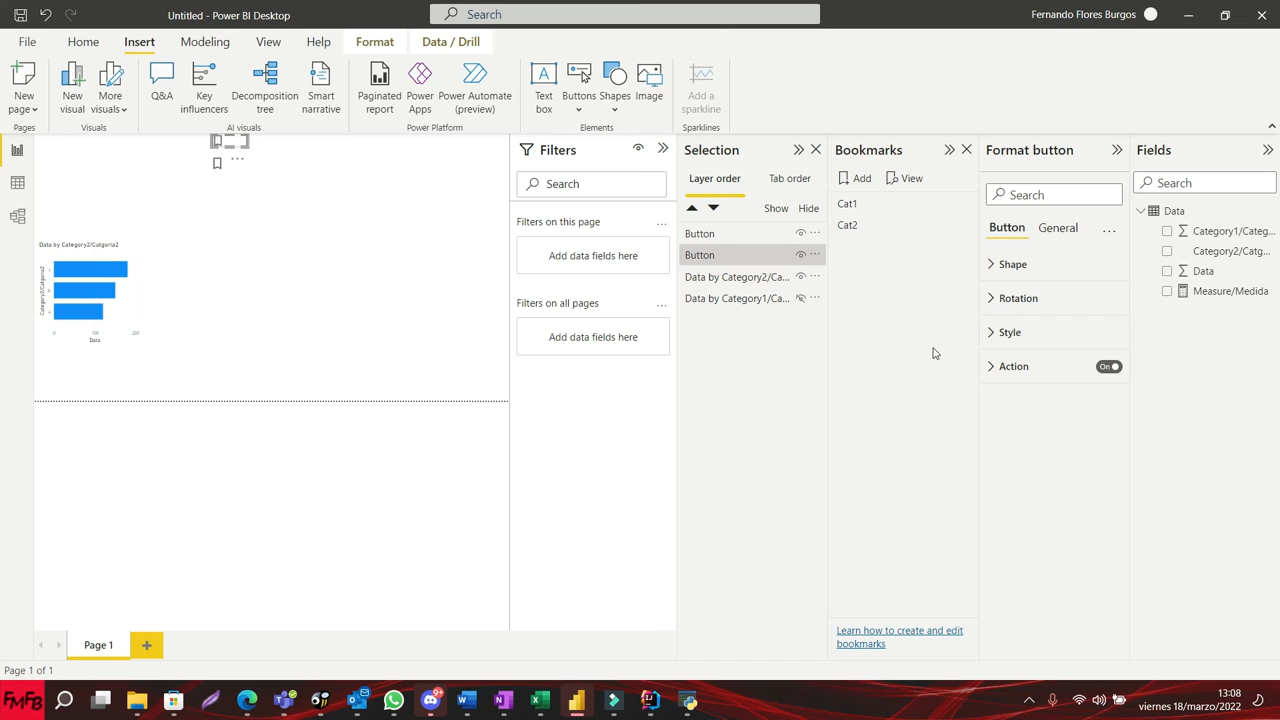 Untitled - Power BI Desktop
Search
Fernando Flores Burgos
File
Home
Insert
Modeling
View
Help
Format
Data / Drill
New page
New visual
More visuals
Q&A
Key influencers
Decomposition tree
Smart narrative
Paginated report
Power Apps
Power Automate (preview)
Text box
Buttons
Shapes
Image
Add a sparkline
Pages
Visuals
AI visuals
Power Platform
Elements
Sparklines
Data by Category2/Catgoria2
Category2/Catgoria2
0
100
200
Data
Filters
Search
Filters on this page
Add data fields here
Filters on all pages
Add data fields here
Selection
Layer order
Tab order
Show
Hide
Button
Button
Data by Category2/Ca...
Data by Category1/Ca...
Bookmarks
Add
View
Cat1
Cat2
Learn how to create and edit
bookmarks
Format button
Search
Button
General
Shape
Rotation
Style
Action
On
Fields
Search
Data
Category1/Categ...
Category2/Catg...
Data
Measure/Medida
Page 1
Page 1 of 1
FMFB
9+
13:08
viernes 18/marzo/2022